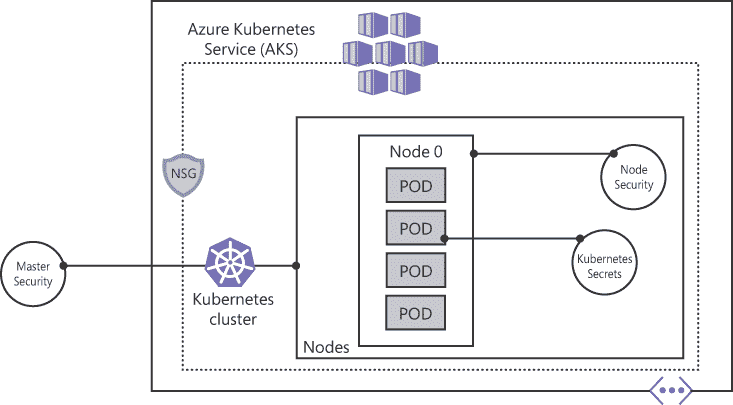 Azure Kubernetes
Service (AKS)
NSG
Node 0
POD
POD
POD
POD
Node
Security
Kubernetes
Secrets
Master
Security
Kubernetes
cluster
Nodes